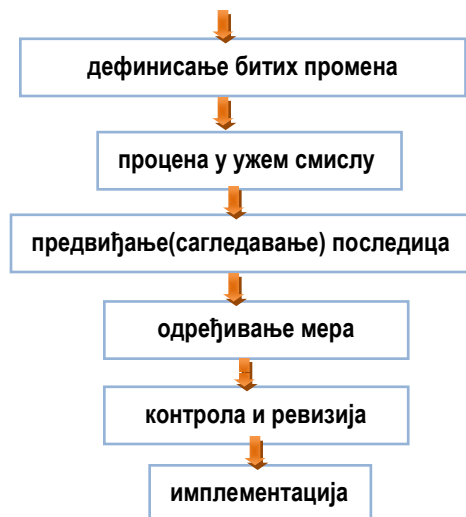 дефинисање битих промена
процена у ужем смислу
предвиђање(сагледавање) последица
одређивање мера
контрола и ревизија
имплементација